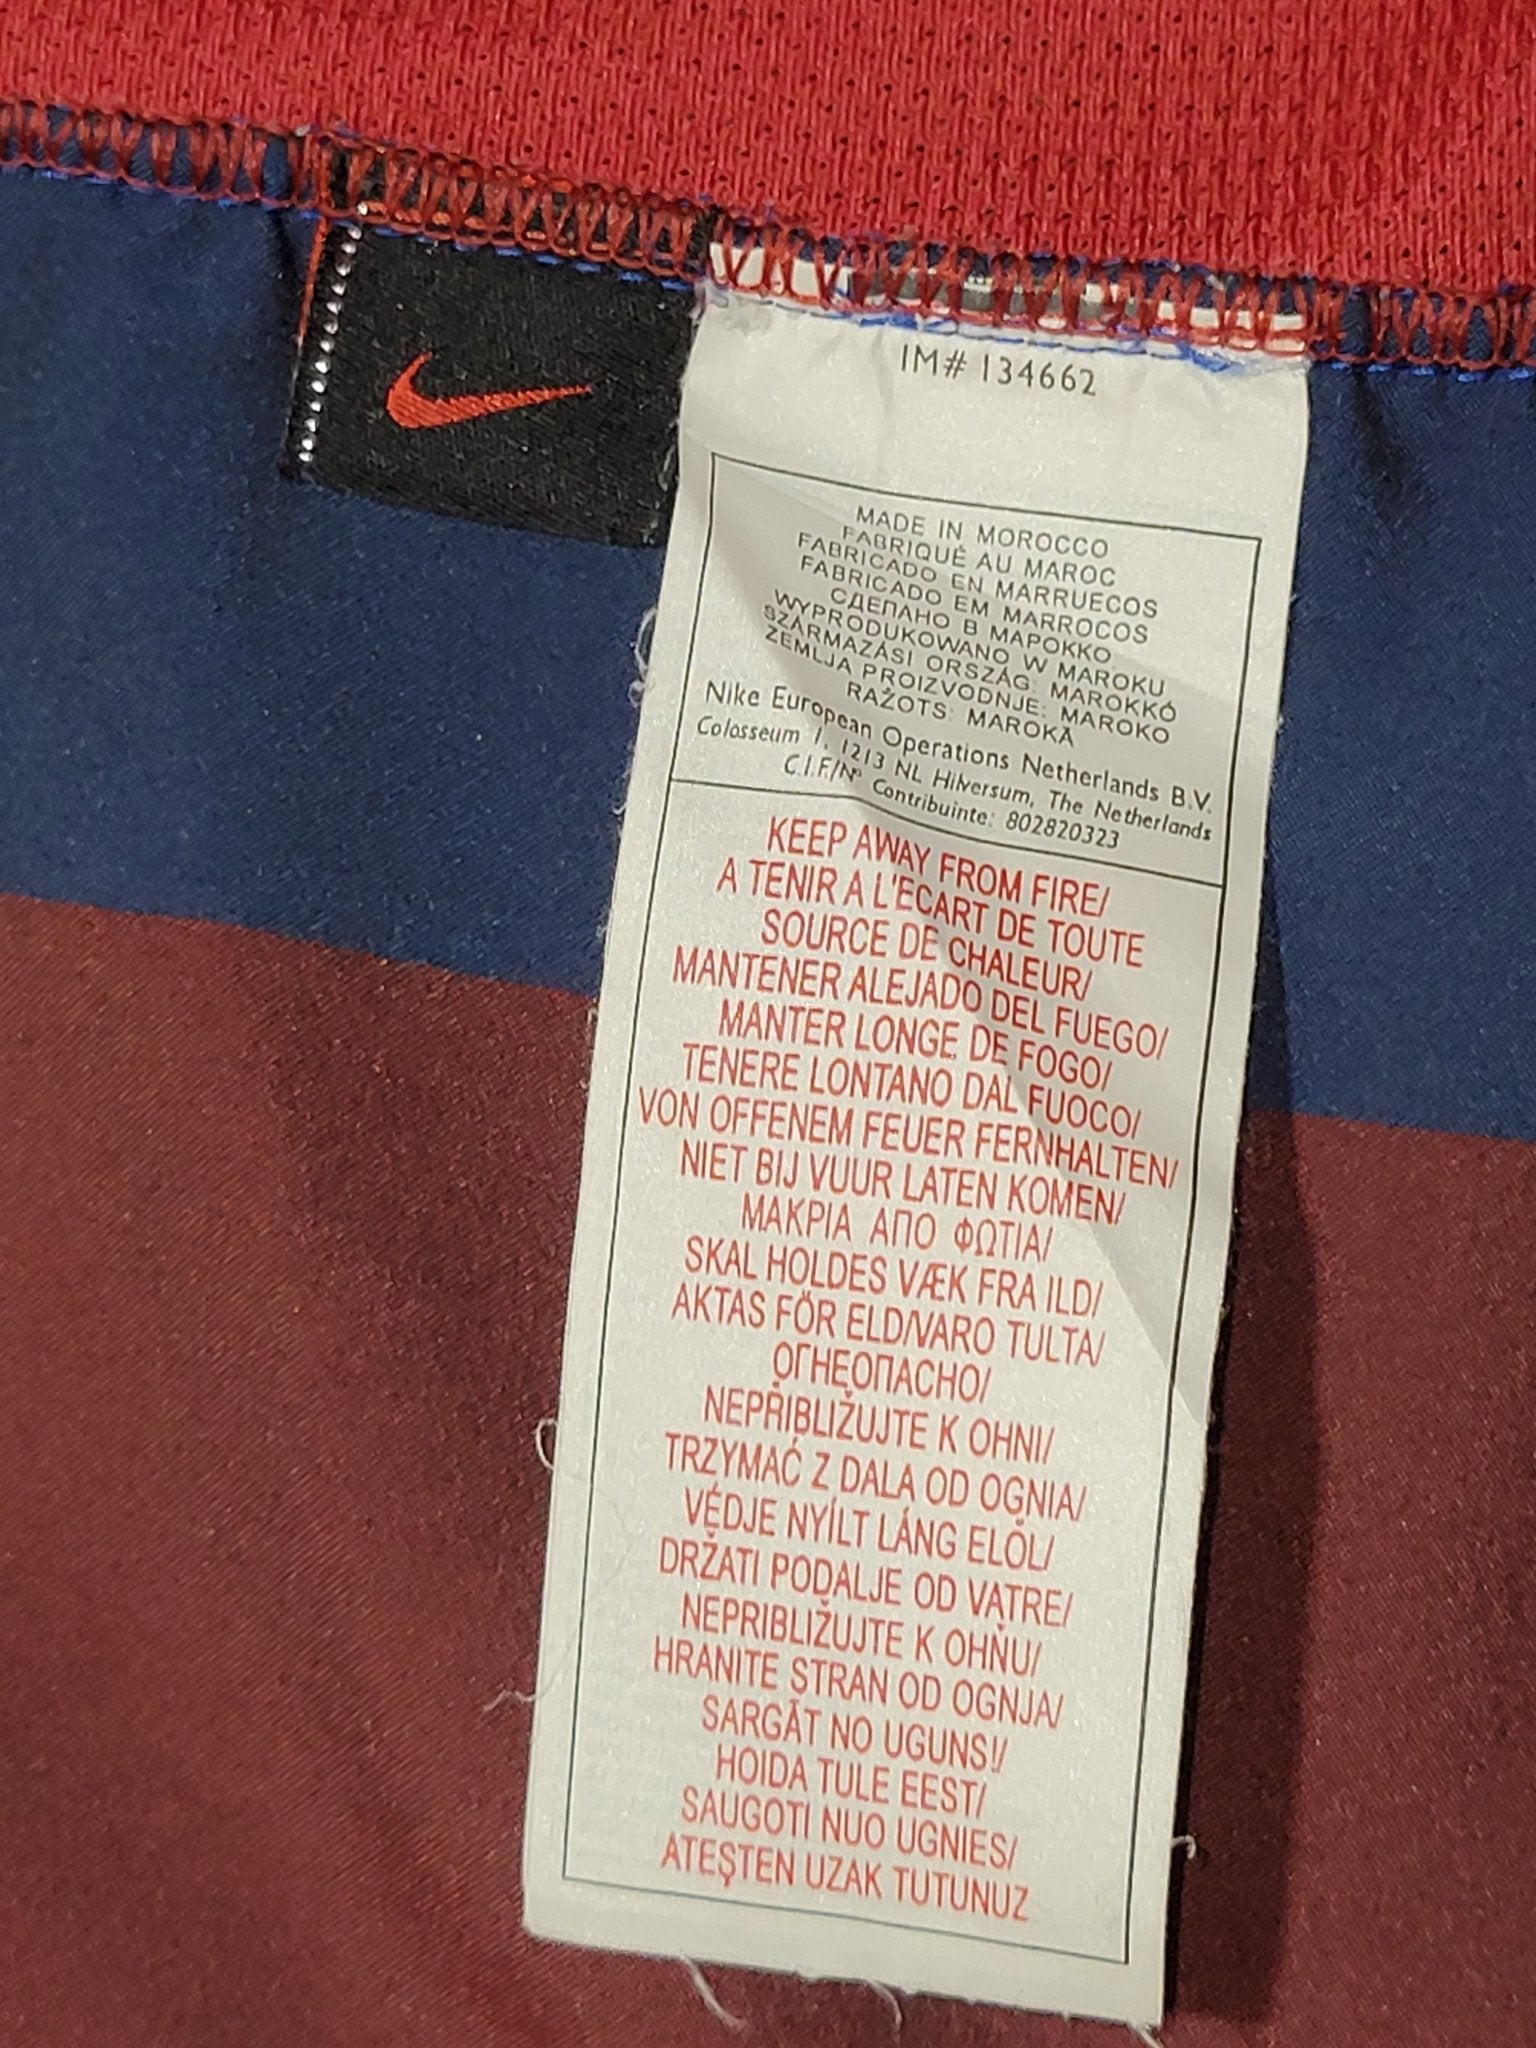 IM# 134662
MADE IN MOROCCO
FABRIQUÉ AU MAROC
FABRICADO EN MARRUECOS
FABRICADO EM MARROCOS
СДЕПАНО В МАРОККО
WYPRODUKOWANO W MAROKU
SZÁRMAZÁSI ORSZÁG: MAROKKÓ
ZEMLJA PROIZVODNJE: MAROKO
RAŽOTS: MAROKĀ
Nike European Operations Netherlands B.V.
Colosseum 1, 1213 NL Hilversum, The Netherlands
C.I.F./Nº Contribuinte: 802820323
KEEP AWAY FROM FIRE/
A TENIR A L'ECART DE TOUTE
SOURCE DE CHALEUR/
MANTENER ALEJADO DEL FUEGO/
MANTER LONGE DE FOGO/
TENERE LONTANO DAL FUOCO/
VON OFFENEM FEUER FERNHALTEN/
NIET BIJ VUUR LATEN KOMEN/
ΜΑΚΡΙΑ ΑΠΟ ΦΩΤΙΑ/
SKAL HOLDES VÆK FRA ILD/
AKTAS FÖR ELD/VARO TULTA/
ОГНЕОПАСНО/
NEPŘIBLIŽUJTE K OHNI/
TRZYMAĆ Z DALA OD OGNIA/
VÉDJE NYÍLT LÁNG ELŐL/
DRŽATI PODALJE OD VATRE/
NEPRIBLIŽUJTE K OHŇU/
HRANITE STRAN OD OGNJA/
SARGĀT NO UGUNS!/
HOIDA TULE EEST/
SAUGOTI NUO UGNIES/
ATEŞTEN UZAK TUTUNUZ